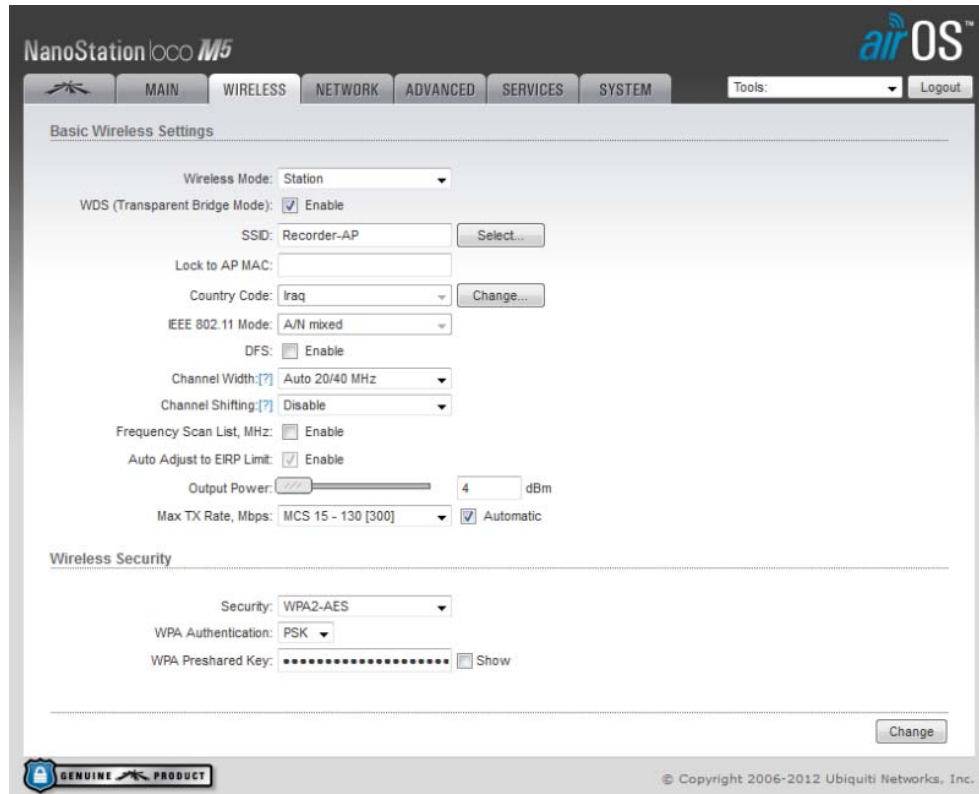 NanoStation loco M5
airOS™
MAIN WIRELESS NETWORK ADVANCED SERVICES SYSTEM Tools: Logout
Basic Wireless Settings
Wireless Mode: Station
WDS (Transparent Bridge Mode): Enable
SSID: Recorder-AP Select...
Lock to AP MAC:
Country Code: Iraq Change...
IEEE 802.11 Mode: A/N mixed
DFS: Enable
Channel Width:[?] Auto 20/40 MHz
Channel Shifting:[?] Disable
Frequency Scan List, MHz: Enable
Auto Adjust to EIRP Limit: Enable
Output Power: 4 dBm
Max TX Rate, Mbps: MCS 15 - 130 [300] Automatic
Wireless Security
Security: WPA2-AES
WPA Authentication: PSK
WPA Preshared Key: •••••••••••••••••••• Show
Change
GENUINE PRODUCT
© Copyright 2006-2012 Ubiquiti Networks, Inc.